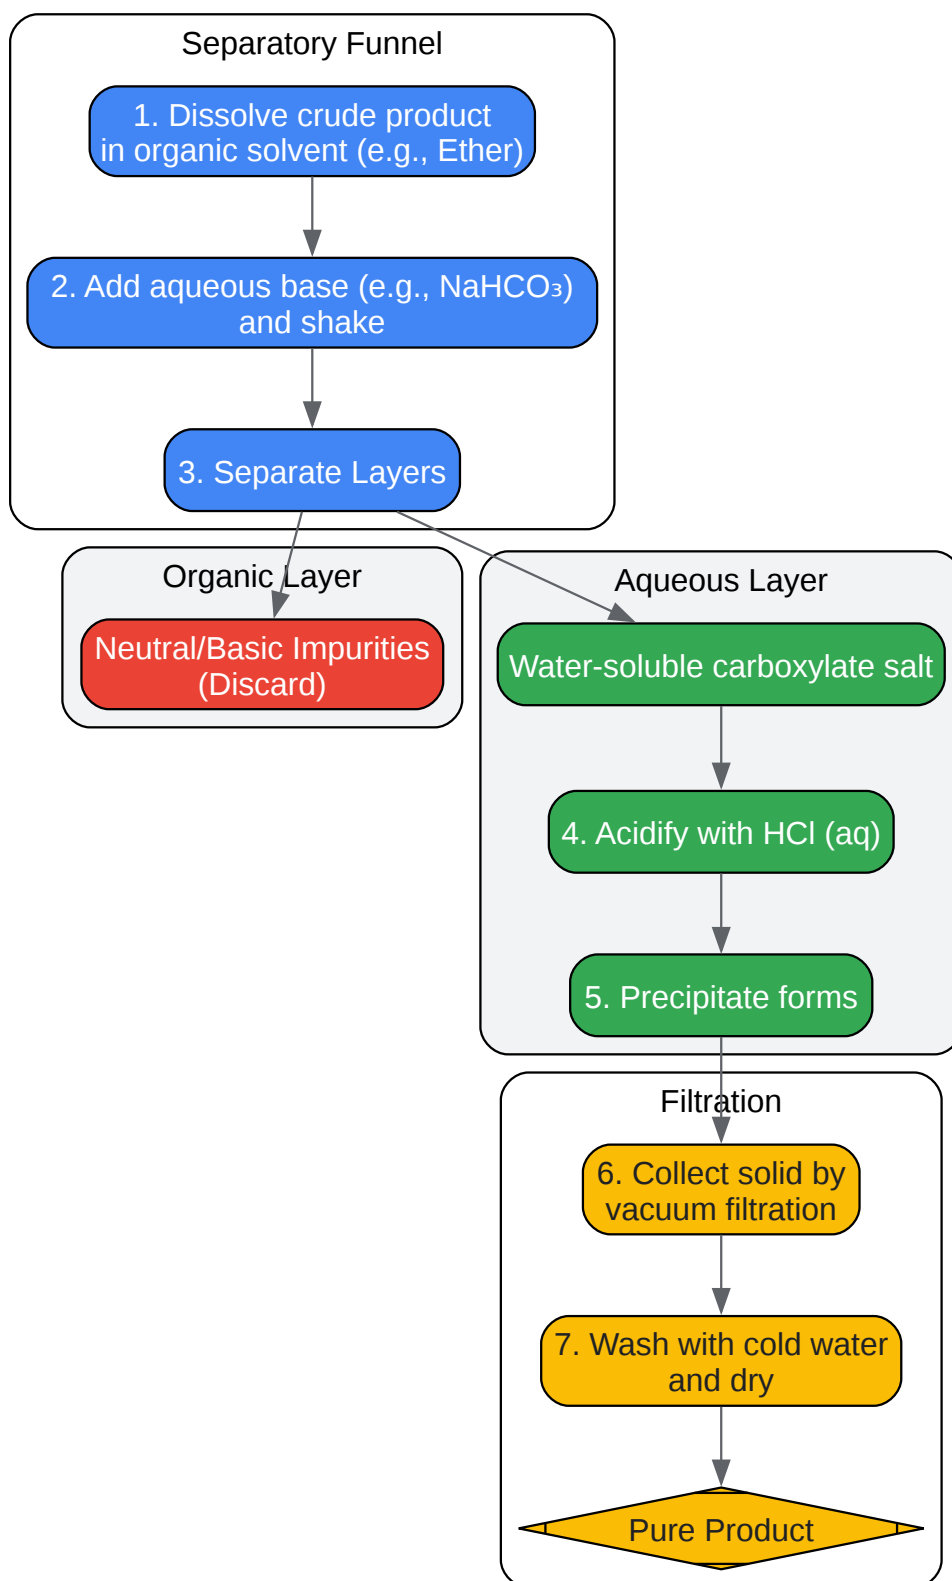 Separatory Funnel
1. Dissolve crude product
in organic solvent (e.g., Ether)
2. Add aqueous base (e.g., NaHCO₃)
and shake
3. Separate Layers
Organic Layer
Neutral/Basic Impurities
(Discard)
Aqueous Layer
Water-soluble carboxylate salt
4. Acidify with HCl (aq)
5. Precipitate forms
Filtration
6. Collect solid by
vacuum filtration
7. Wash with cold water
and dry
Pure Product